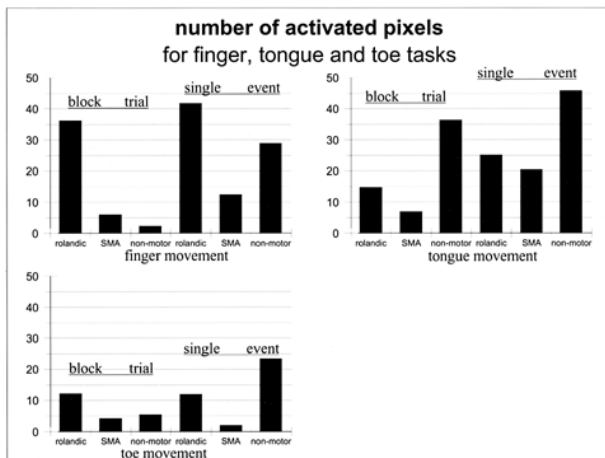 number of activated pixels
for finger, tongue and toe tasks
50
40
30
20
10
0
block trial
single event
rolandic SMA non-motor rolandic SMA non-motor
finger movement
50
40
30
20
10
0
block trial
single event
rolandic SMA non-motor rolandic SMA non-motor
tongue movement
50
40
30
20
10
0
block trial
single event
rolandic SMA non-motor rolandic SMA non-motor
toe movement